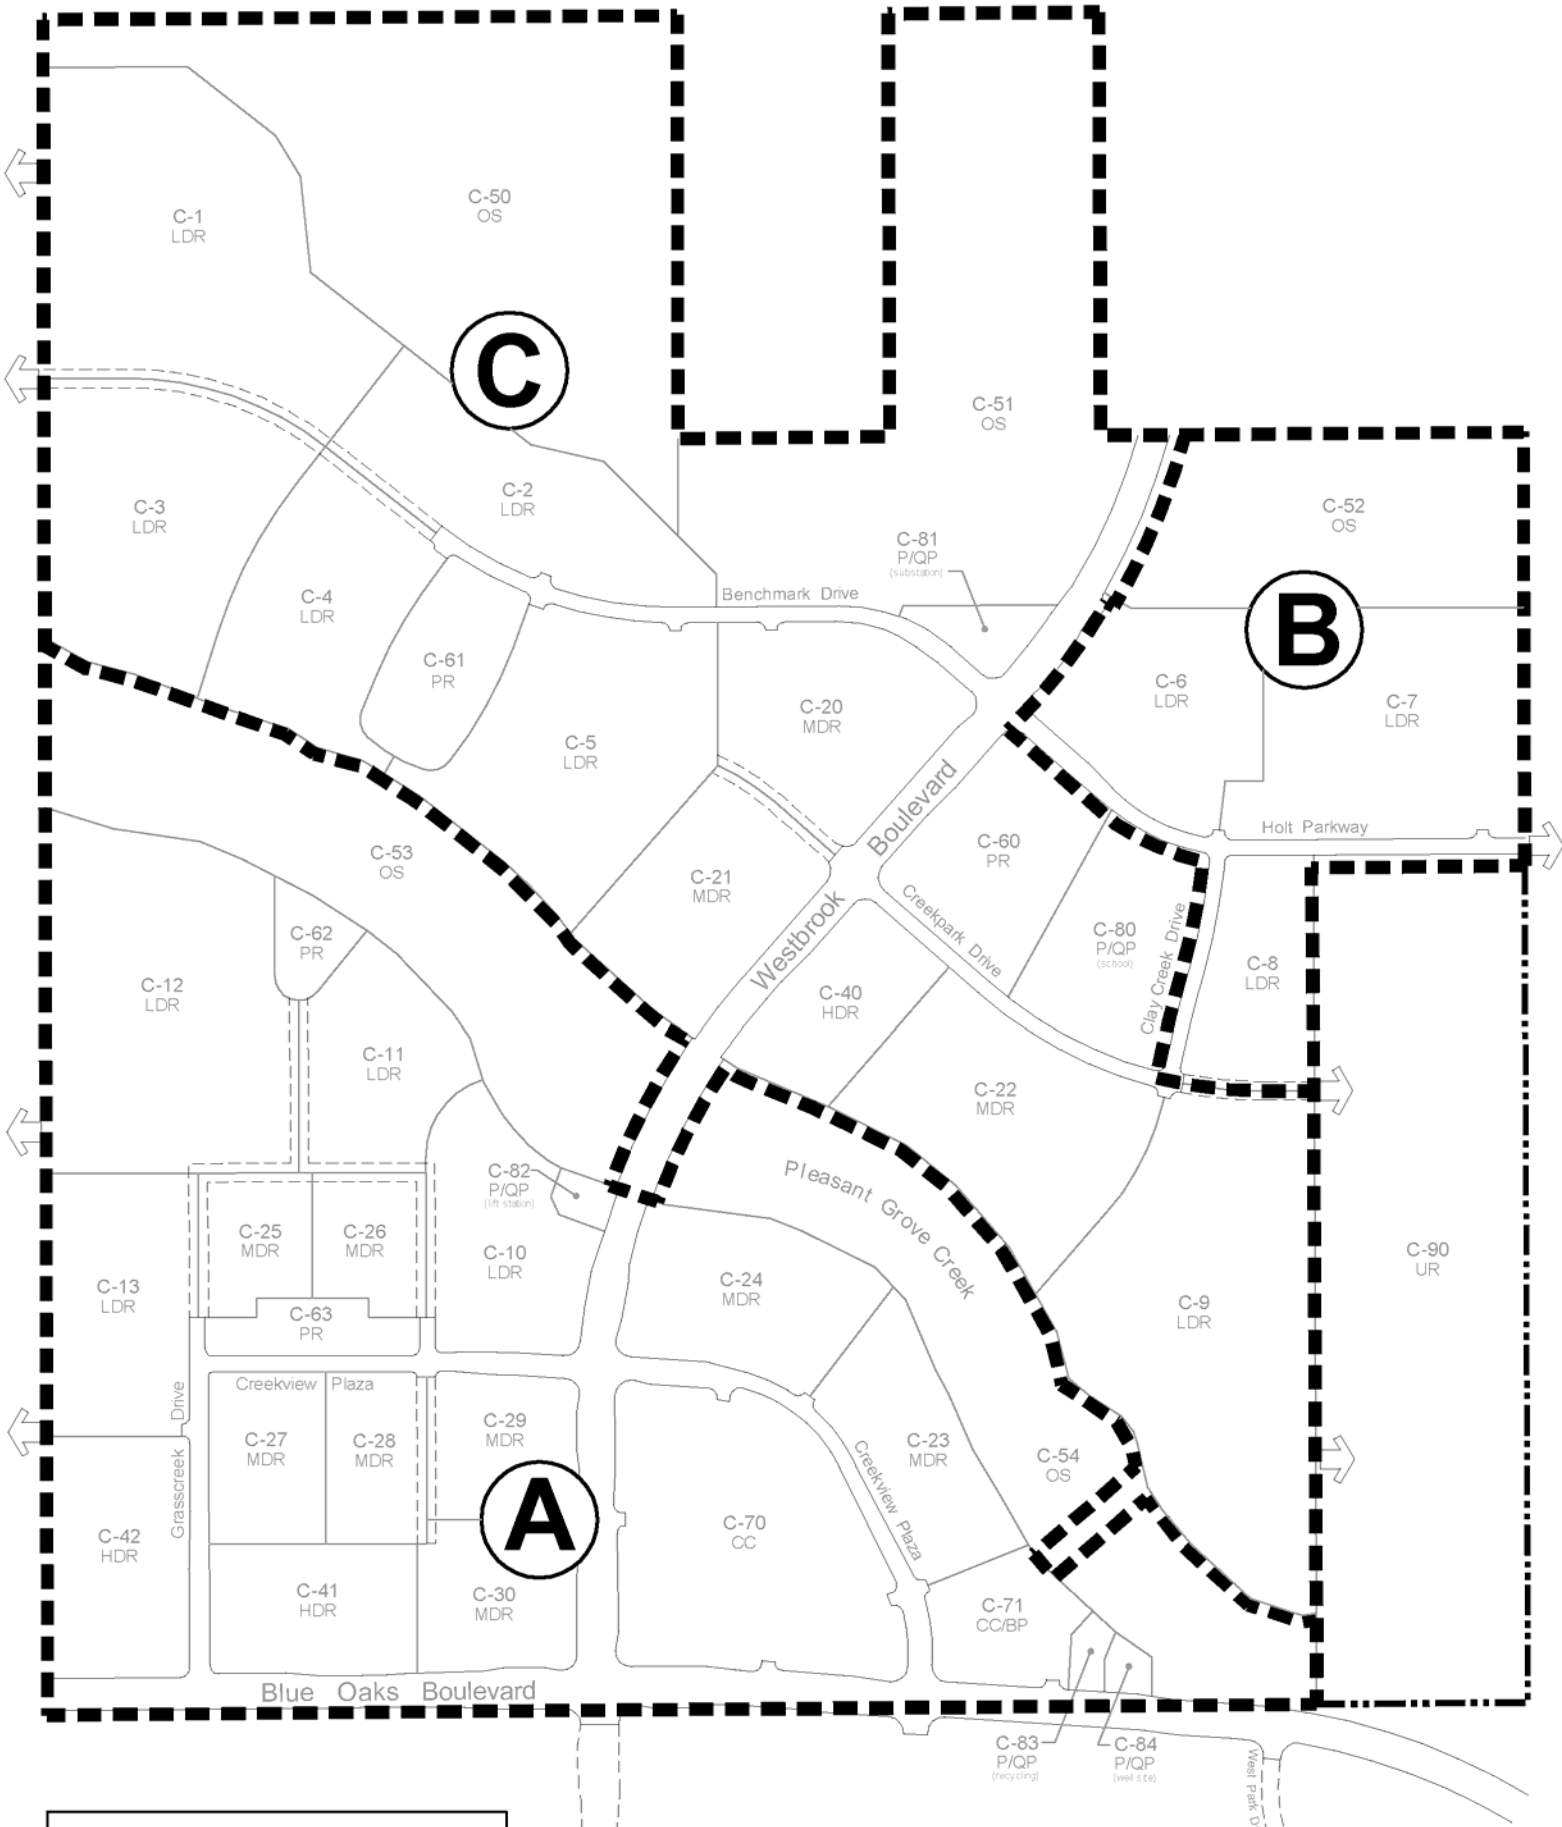 C-50
OS
C-1
LDR
C
C-51
OS
C-2
LDR
C-3
LDR
C-52
OS
C-81
P/QP
(substation)
Benchmark Drive
C-4
LDR
B
C-61
PR
C-6
LDR
C-7
LDR
C-20
MDR
C-5
LDR
Westbrook Boulevard
Holt Parkway
C-60
PR
C-53
OS
C-21
MDR
Creekpark Drive
C-62
PR
C-80
P/QP
(school)
Clay Creek Drive
C-8
LDR
C-12
LDR
C-40
HDR
C-11
LDR
C-22
MDR
C-82
P/QP
(lift station)
Pleasant Grove Creek
C-25
MDR
C-26
MDR
C-10
LDR
C-90
UR
C-13
LDR
C-24
MDR
C-9
LDR
C-63
PR
Creekview Plaza
Grasscreek Drive
C-27
MDR
C-28
MDR
C-29
MDR
C-23
MDR
Creekview Plaza
C-54
OS
A
C-70
CC
C-42
HDR
C-41
HDR
C-30
MDR
C-71
CC/BP
Blue Oaks Boulevard
C-83
P/QP
(recycling)
C-84
P/QP
(well site)
West Park D